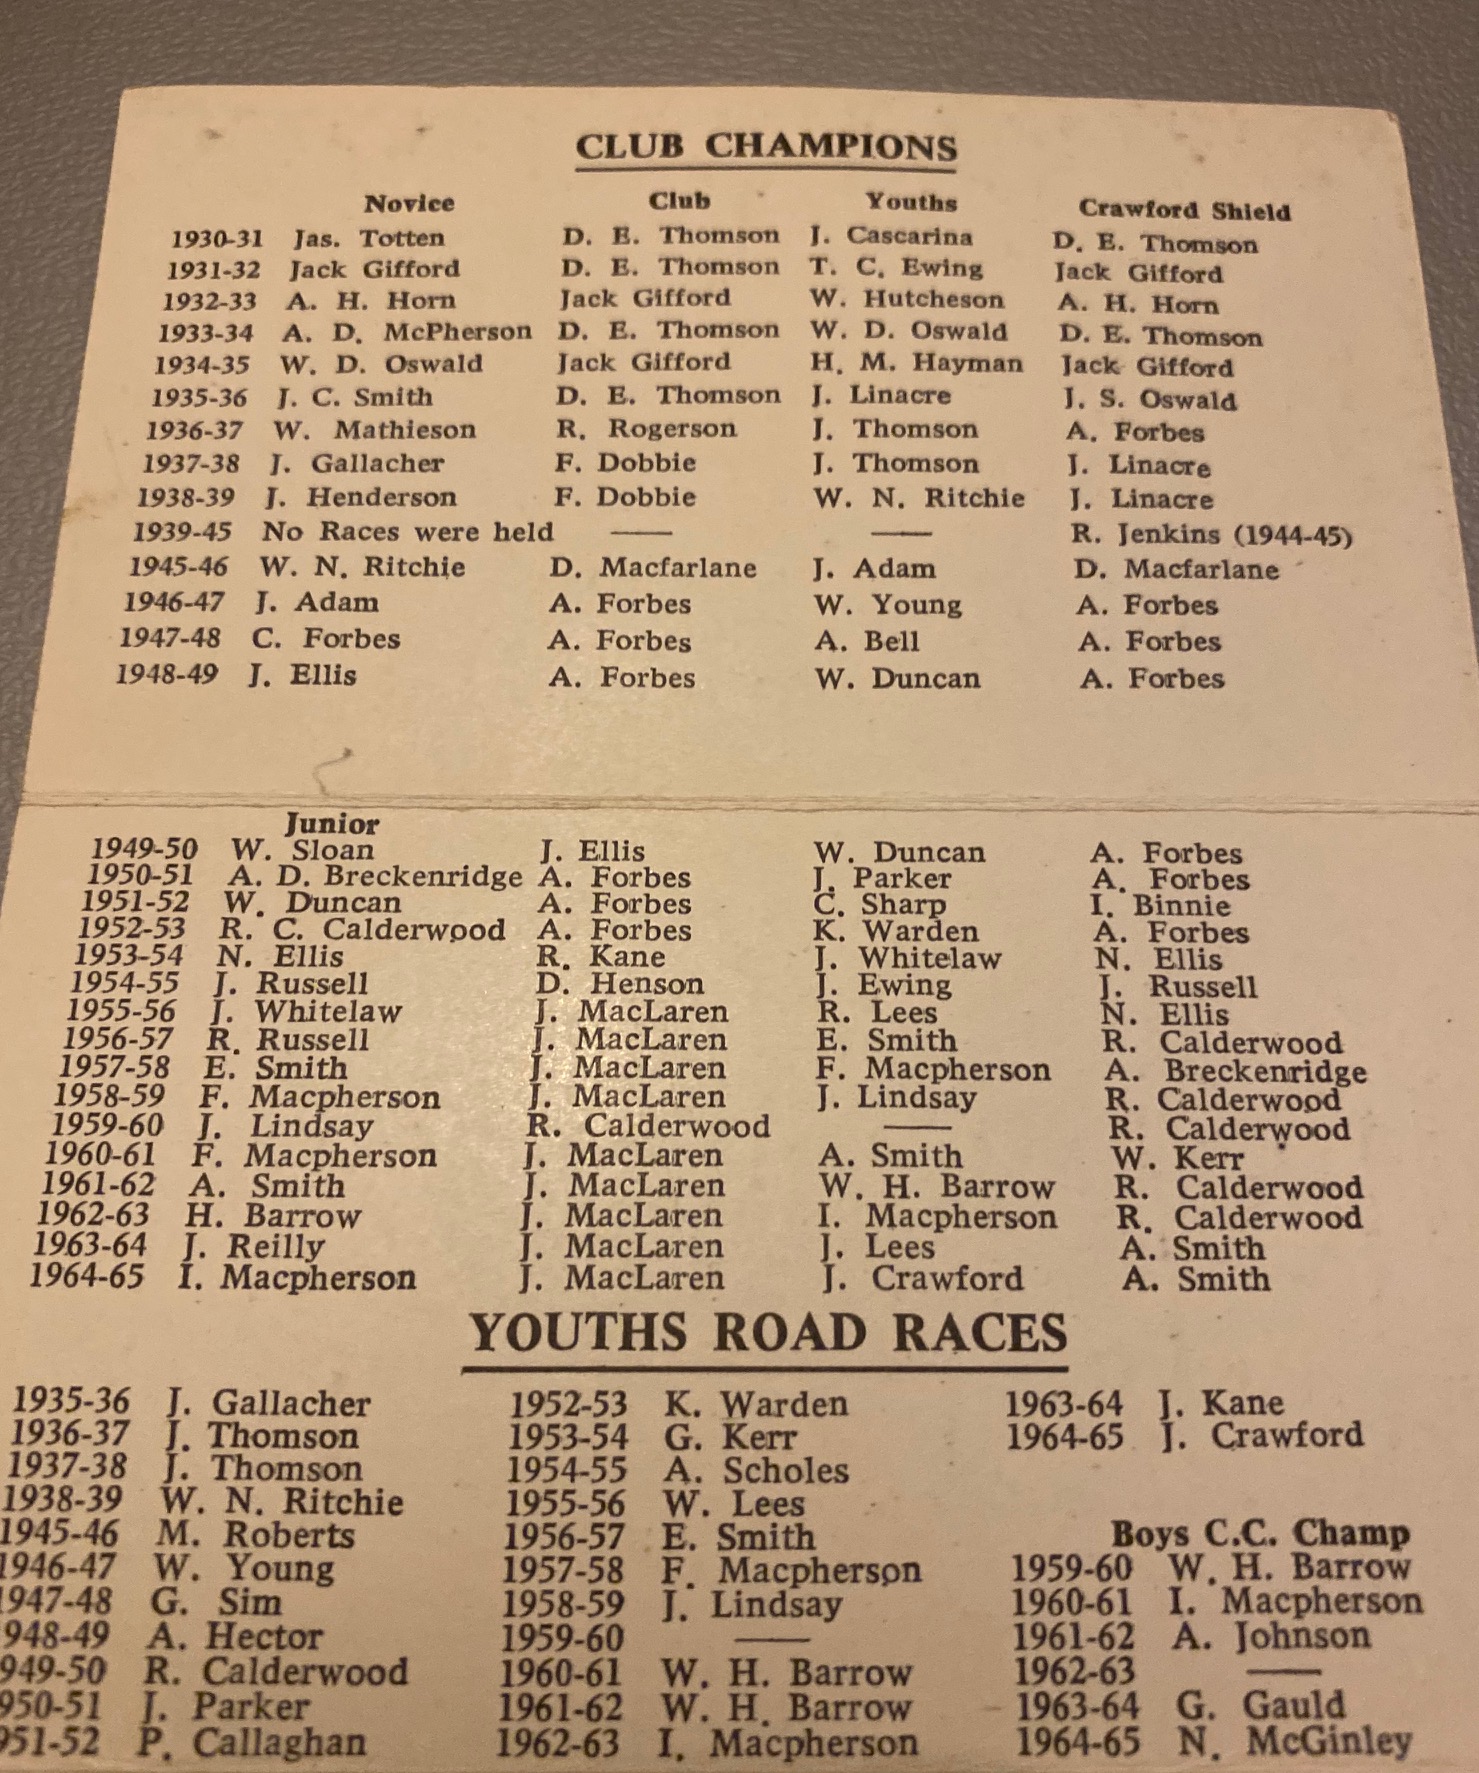 CLUB CHAMPIONS
Novice Club Youths Crawford Shield
1930-31 Jas. Totten D. E. Thomson J. Cascarina D. E. Thomson
1931-32 Jack Gifford D. E. Thomson T. C. Ewing Jack Gifford
1932-33 A. H. Horn Jack Gifford W. Hutcheson A. H. Horn
1933-34 A. D. McPherson D. E. Thomson W. D. Oswald D. E. Thomson
1934-35 W. D. Oswald Jack Gifford H. M. Hayman Jack Gifford
1935-36 J. C. Smith D. E. Thomson J. Linacre J. S. Oswald
1936-37 W. Mathieson R. Rogerson J. Thomson A. Forbes
1937-38 J. Gallacher F. Dobbie J. Thomson J. Linacre
1938-39 J. Henderson F. Dobbie W. N. Ritchie J. Linacre
1939-45 No Races were held — — R. Jenkins (1944-45)
1945-46 W. N. Ritchie D. Macfarlane J. Adam D. Macfarlane
1946-47 J. Adam A. Forbes W. Young A. Forbes
1947-48 C. Forbes A. Forbes A. Bell A. Forbes
1948-49 J. Ellis A. Forbes W. Duncan A. Forbes
Junior
1949-50 W. Sloan J. Ellis W. Duncan A. Forbes
1950-51 A. D. Breckenridge A. Forbes J. Parker A. Forbes
1951-52 W. Duncan A. Forbes C. Sharp I. Binnie
1952-53 R. C. Calderwood A. Forbes K. Warden A. Forbes
1953-54 N. Ellis R. Kane J. Whitelaw N. Ellis
1954-55 J. Russell D. Henson J. Ewing J. Russell
1955-56 J. Whitelaw J. MacLaren R. Lees N. Ellis
1956-57 R. Russell J. MacLaren E. Smith R. Calderwood
1957-58 E. Smith J. MacLaren F. Macpherson A. Breckenridge
1958-59 F. Macpherson J. MacLaren J. Lindsay R. Calderwood
1959-60 J. Lindsay R. Calderwood — R. Calderwood
1960-61 F. Macpherson J. MacLaren A. Smith W. Kerr
1961-62 A. Smith J. MacLaren W. H. Barrow R. Calderwood
1962-63 H. Barrow J. MacLaren I. Macpherson R. Calderwood
1963-64 J. Reilly J. MacLaren J. Lees A. Smith
1964-65 I. Macpherson J. MacLaren J. Crawford A. Smith
YOUTHS ROAD RACES
1935-36 J. Gallacher
1936-37 J. Thomson
1937-38 J. Thomson
1938-39 W. N. Ritchie
1945-46 M. Roberts
1946-47 W. Young
1947-48 G. Sim
948-49 A. Hector
949-50 R. Calderwood
950-51 J. Parker
951-52 P. Callaghan
1952-53 K. Warden
1953-54 G. Kerr
1954-55 A. Scholes
1955-56 W. Lees
1956-57 E. Smith
1957-58 F. Macpherson
1958-59 J. Lindsay
1959-60 —
1960-61 W. H. Barrow
1961-62 W. H. Barrow
1962-63 I. Macpherson
1963-64 J. Kane
1964-65 J. Crawford
Boys C.C. Champ
1959-60 W. H. Barrow
1960-61 I. Macpherson
1961-62 A. Johnson
1962-63 —
1963-64 G. Gauld
1964-65 N. McGinley